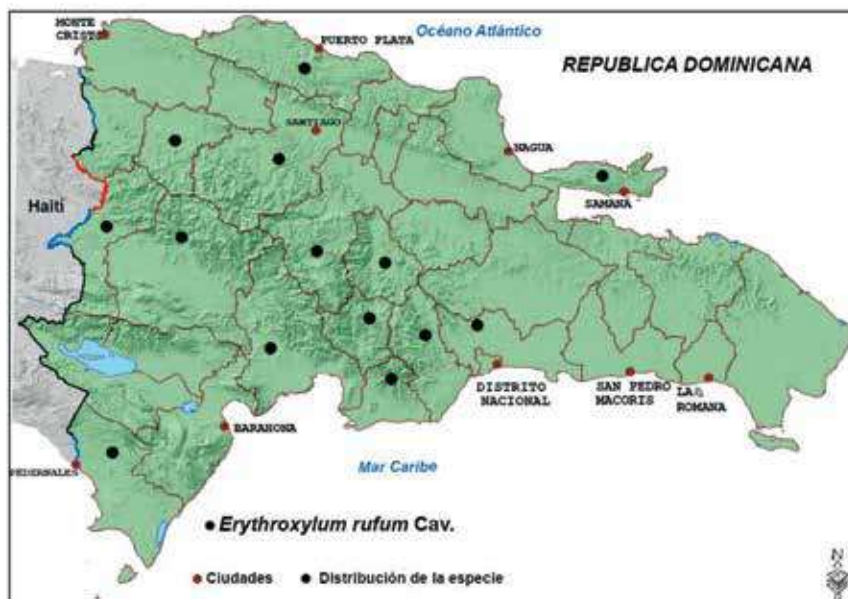 MONTE
CRISTO
PUERTO PLATA
Océano Atlántico
REPUBLICA DOMINICANA
SANTIAGO
NAGUA
SAMANA
Haití
DISTRITO
NACIONAL
SAN PEDRO
MACORIS
LA
ROMANA
BARAHONA
PEDERNALES
Mar Caribe
Erythroxylum rufum Cav.
Ciudades
Distribución de la especie
N